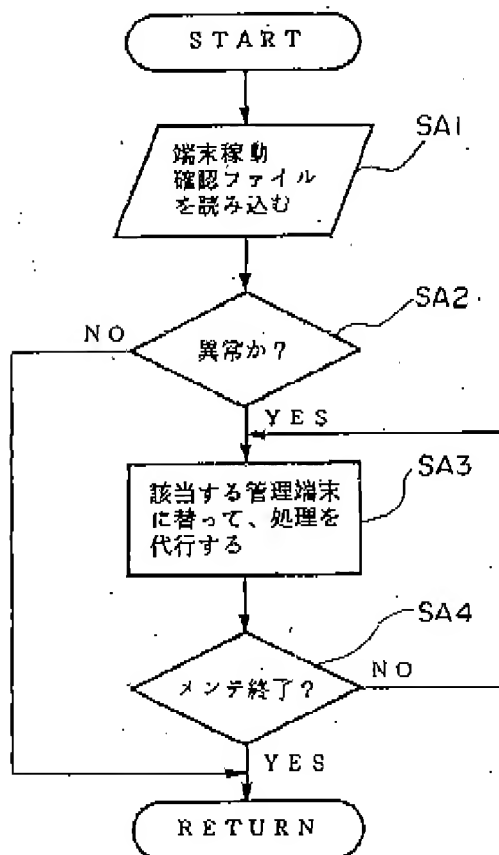 START
SA1
端末稼動
確認ファイル
を読み込む
SA2
NO
異常か?
YES
SA3
該当する管理端末
に替って、処理を
代行する
SA4
メンテ終了?
NO
YES
RETURN